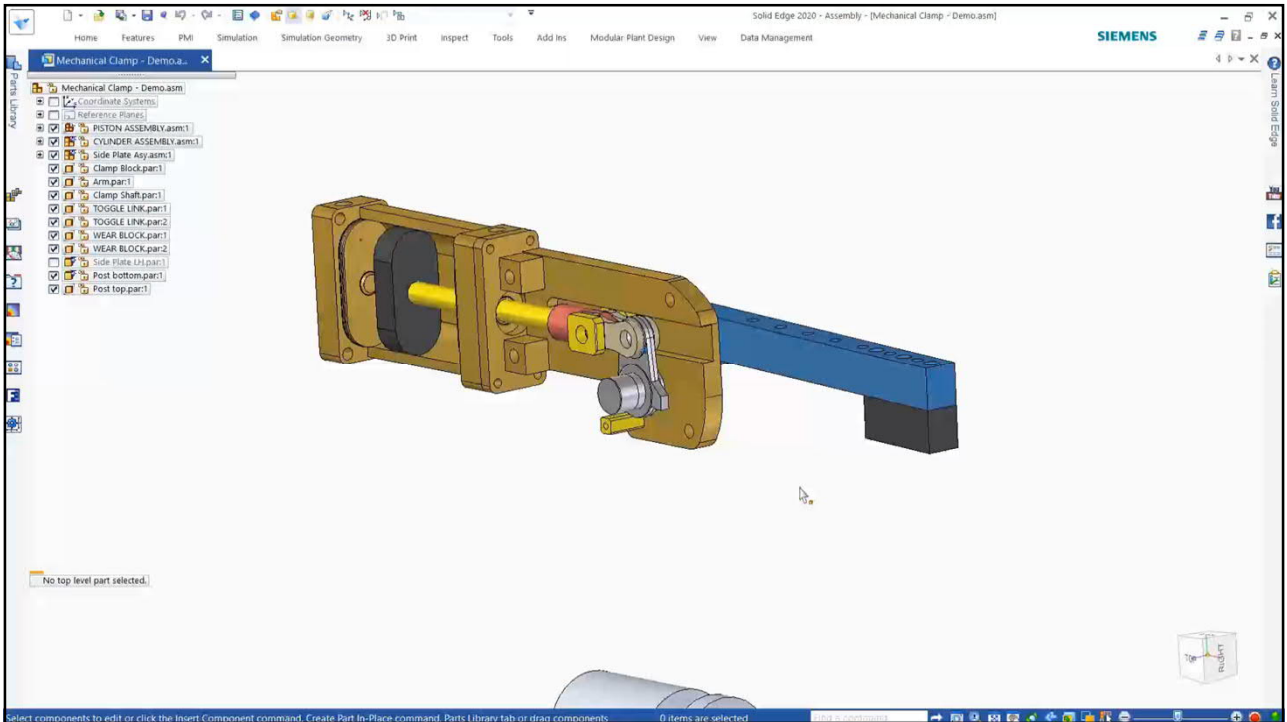 Solid Edge 2020 - Assembly - [Mechanical Clamp - Demo.asm]
Home Features PMI Simulation Simulation Geometry 3D Print Inspect Tools Add Ins Modular Plant Design View Data Management SIEMENS
Mechanical Clamp - Demo.a...
Parts Library
Mechanical Clamp - Demo.asm
Coordinate Systems
Reference Planes
PISTON ASSEMBLY.asm:1
CYLINDER ASSEMBLY.asm:1
Side Plate Asy.asm:1
Clamp Block.par:1
Arm.par:1
Clamp Shaft.par:1
TOGGLE LINK.par:1
TOGGLE LINK.par:2
WEAR BLOCK.par:1
WEAR BLOCK.par:2
Side Plate LH.par:1
Post bottom.par:1
Post top.par:1
No top level part selected.
Learn Solid Edge
You
Tube
RIGHT
Select components to edit or click the Insert Component command, Create Part In-Place command, Parts Library tab or drag components 0 items are selected Find a command